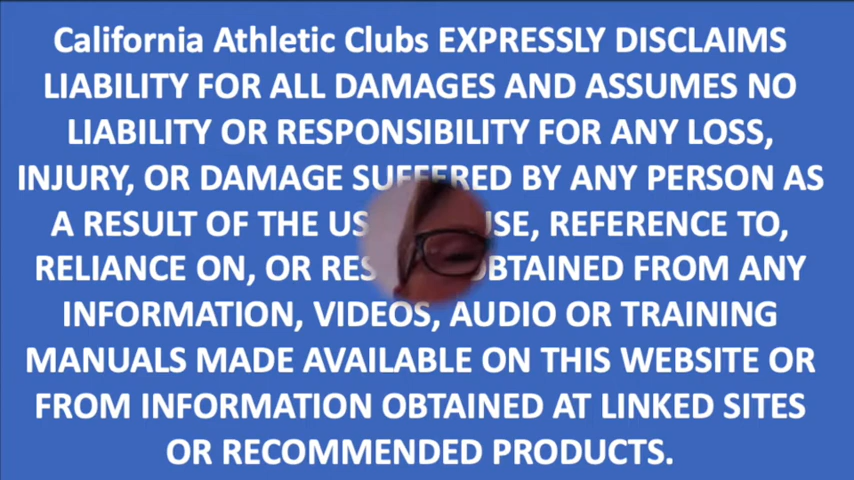 California Athletic Clubs EXPRESSLY DISCLAIMS
LIABILITY FOR ALL DAMAGES AND ASSUMES NO
LIABILITY OR RESPONSIBILITY FOR ANY LOSS,
INJURY, OR DAMAGE SUFFERED BY ANY PERSON AS
A RESULT OF THE REFERENCE TO,
RELIANCE ON, OR OBTAINED FROM ANY
INFORMATION, VIDEOS, AUDIO OR TRAINING
MANUALS MADE AVAILABLE ON THIS WEBSITE OR
FROM INFORMATION OBTAINED AT LINKED SITES
OR RECOMMENDED PRODUCTS.